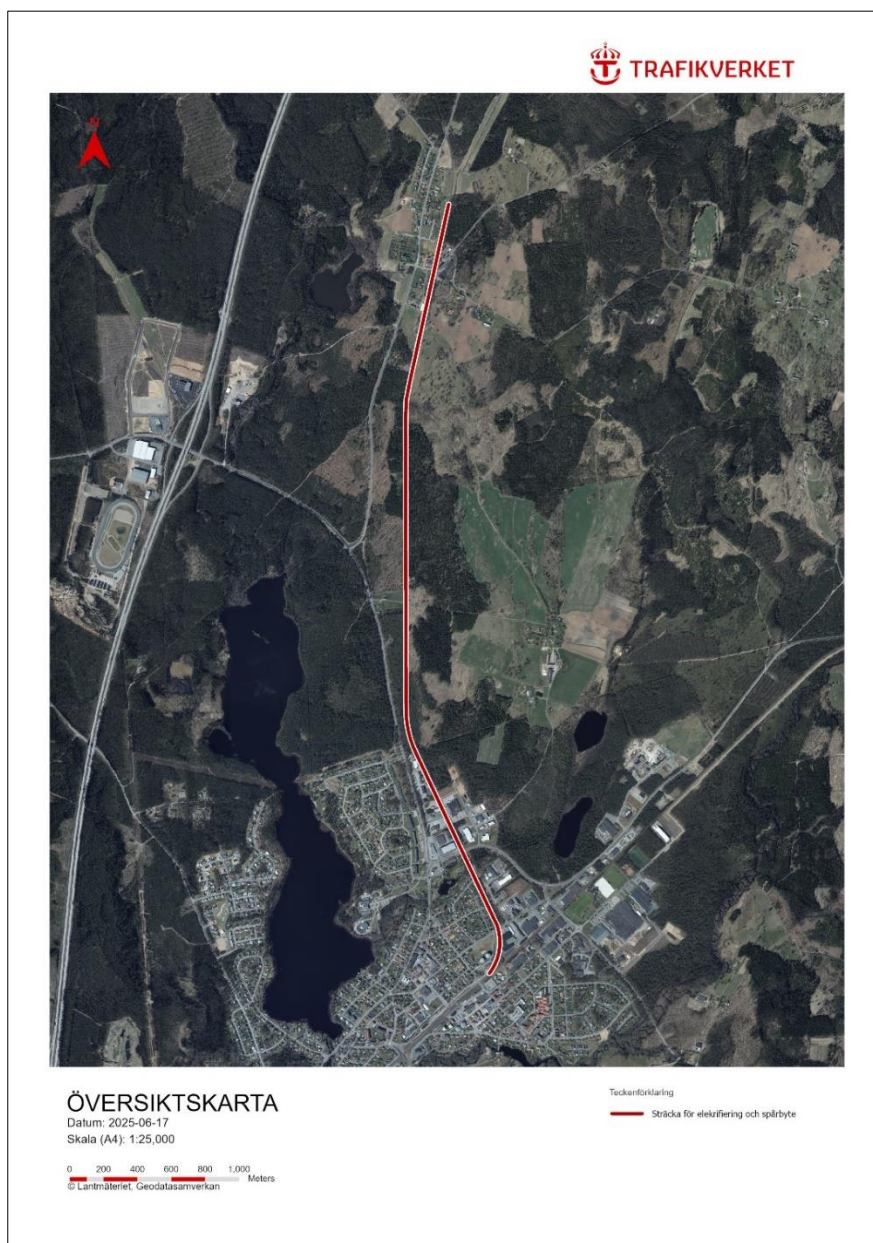 TRAFIKVERKET
N
ÖVERSIKTSKARTA
Datum: 2025-06-17
Skala (A4): 1:25,000
0 200 400 600 800 1,000
Meters
© Lantmäteriet, Geodatasamverkan
Teckenförklaring
Sträcka för elekrifiering och spårbyte